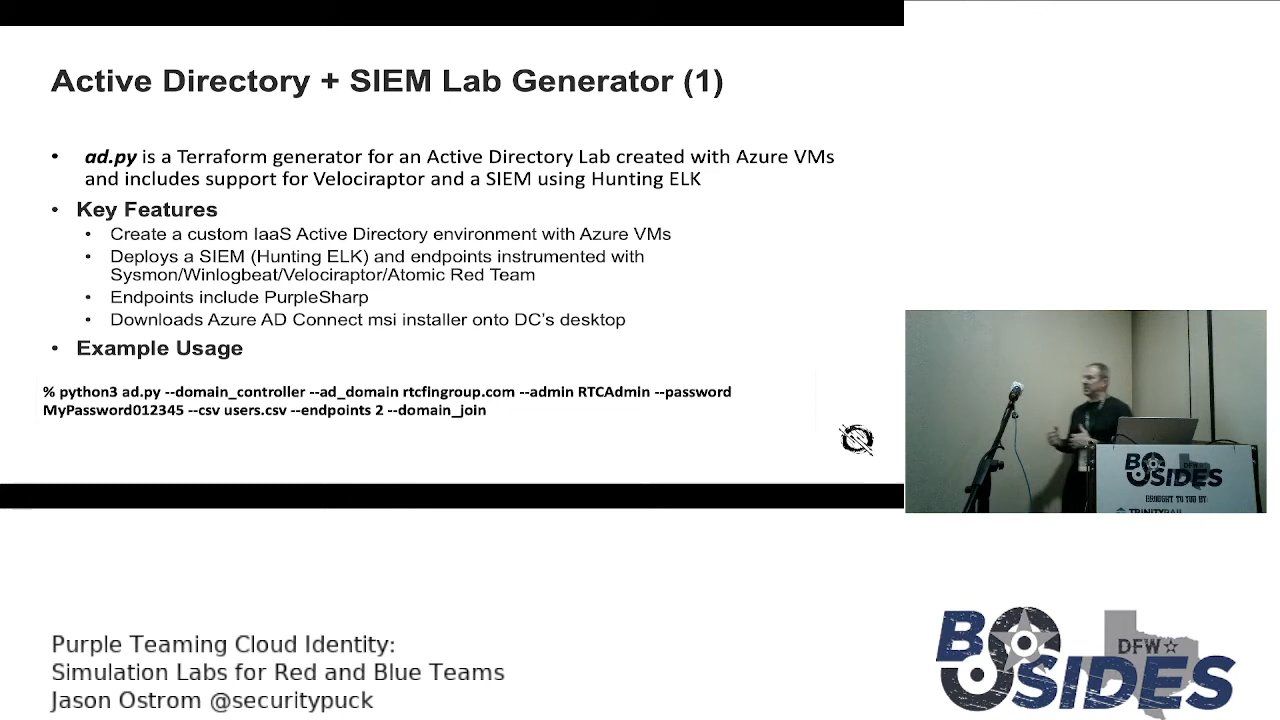 Active Directory + SIEM Lab Generator (1)
• ad.py is a Terraform generator for an Active Directory Lab created with Azure VMs
and includes support for Velociraptor and a SIEM using Hunting ELK
• Key Features
• Create a custom IaaS Active Directory environment with Azure VMs
• Deploys a SIEM (Hunting ELK) and endpoints instrumented with
Sysmon/Winlogbeat/Velociraptor/Atomic Red Team
• Endpoints include PurpleSharp
• Downloads Azure AD Connect msi installer onto DC's desktop
• Example Usage
% python3 ad.py --domain_controller --ad_domain rtcfingroup.com --admin RTCAdmin --password
MyPassword012345 --csv users.csv --endpoints 2 --domain_join
BSIDES
DFW
BROUGHT TO YOU BY:
TRINITYRAIL
Purple Teaming Cloud Identity:
Simulation Labs for Red and Blue Teams
Jason Ostrom @securitypuck
BSIDES
DFW